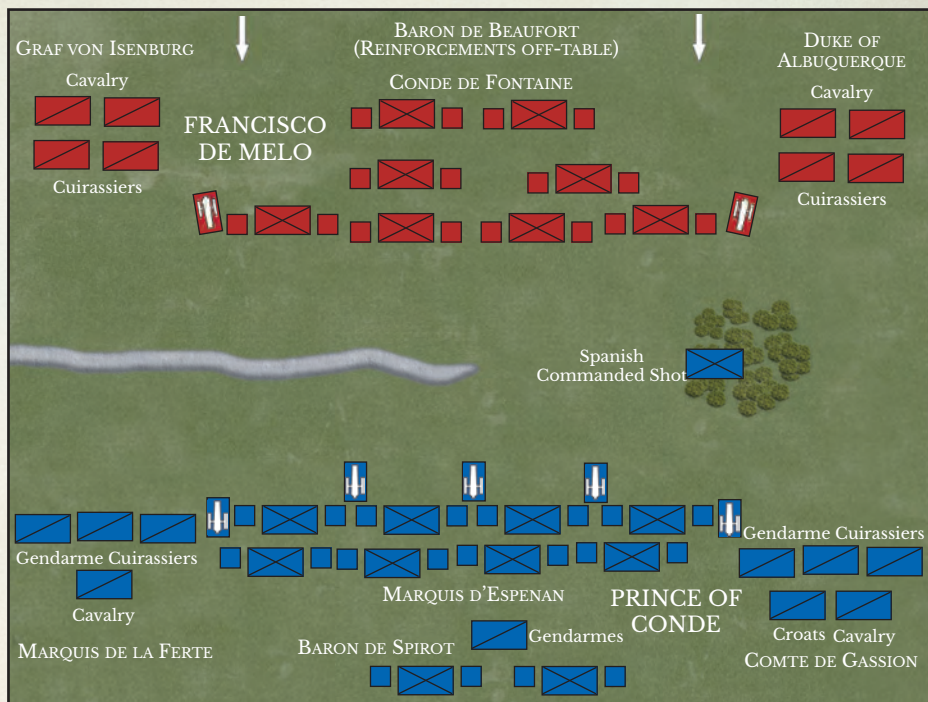 BARON DE BEAUFORT
(REINFORCEMENTS OFF-TABLE)
GRAF VON ISENBURG
DUKE OF
ALBUQUERQUE
Cavalry
CONDE DE FONTAINE
Cavalry
FRANCISCO
DE MELO
Cuirassiers
Cuirassiers
Spanish
Commanded Shot
Gendarme Cuirassiers
Gendarme Cuirassiers
Cavalry
MARQUIS D'ESPENAN
PRINCE OF
CONDE
Gendarmes
Croats
Cavalry
MARQUIS DE LA FERTE
BARON DE SPIROT
COMTE DE GASSION